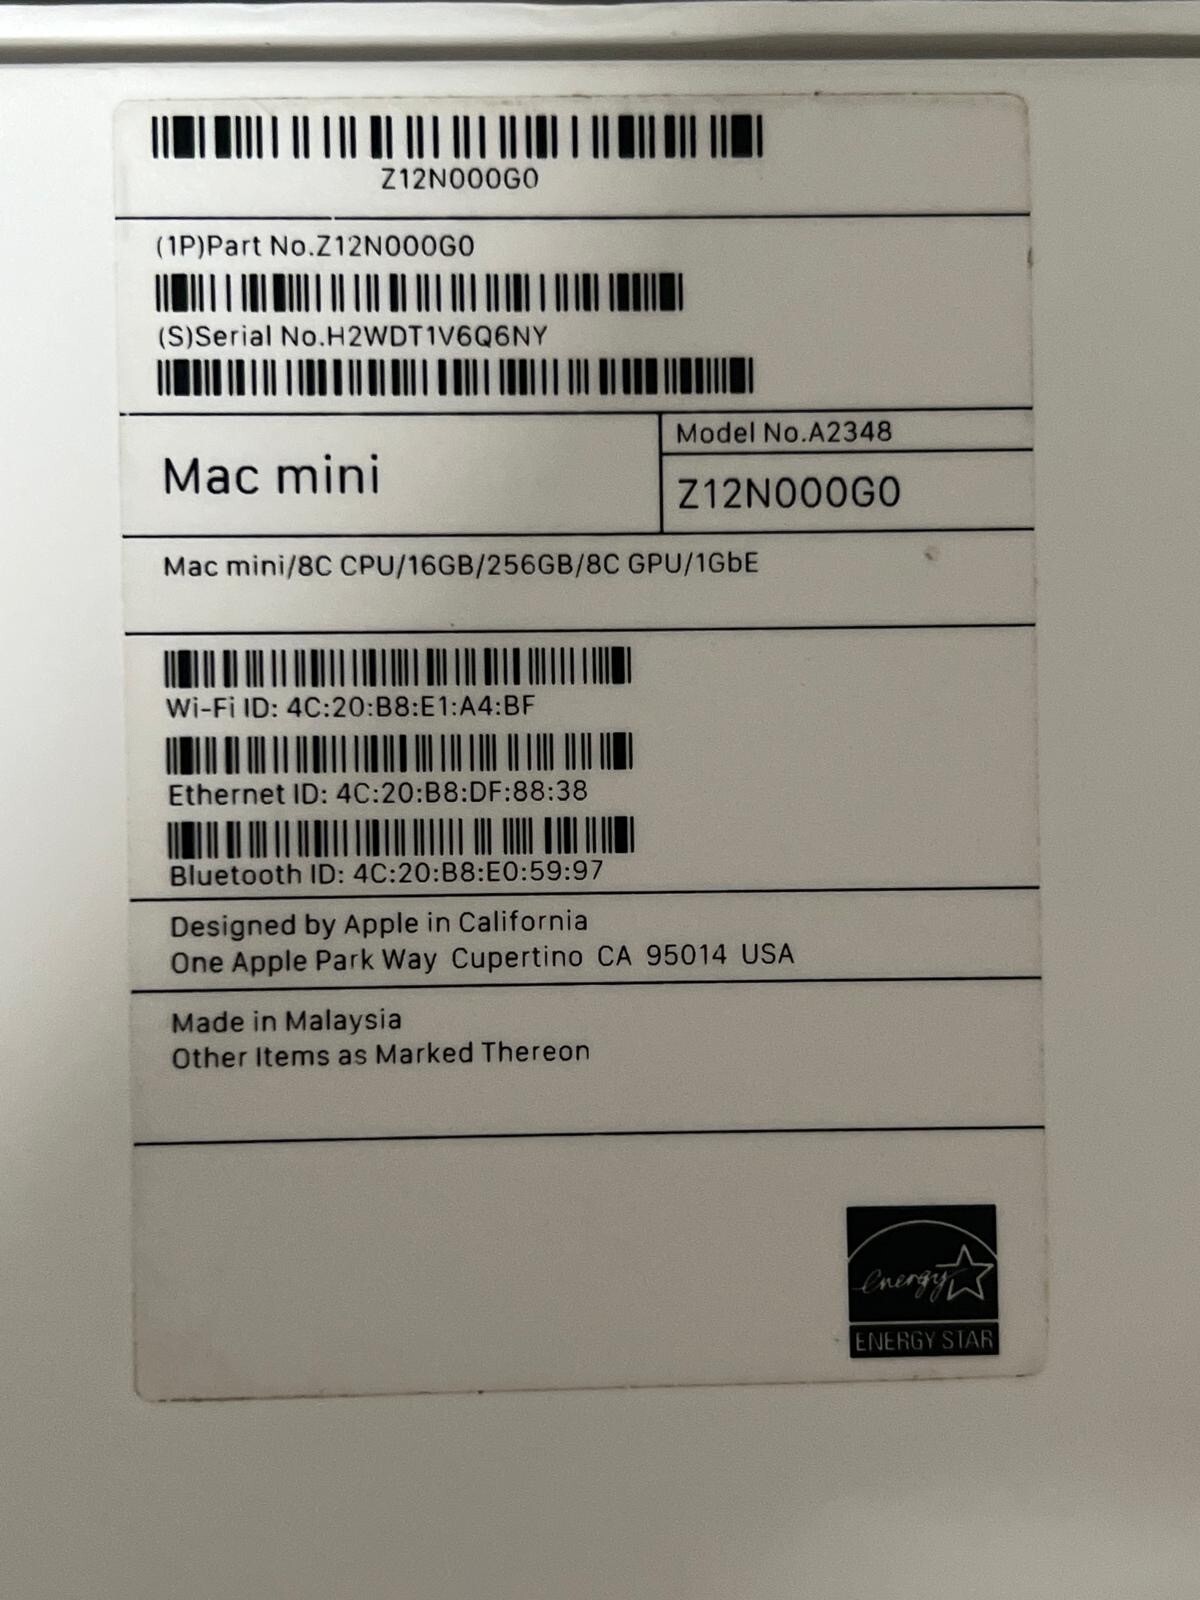 Z12N000G0
(1P)Part No.Z12N000G0
(S)Serial No.H2WDT1V6Q6NY
Mac mini
Model No.A2348
Z12N000G0
Mac mini/8C CPU/16GB/256GB/8C GPU/1GbE
Wi-Fi ID: 4C:20:B8:E1:A4:BF
Ethernet ID: 4C:20:B8:DF:88:38
Bluetooth ID: 4C:20:B8:E0:59:97
Designed by Apple in California
One Apple Park Way Cupertino CA 95014 USA
Made in Malaysia
Other Items as Marked Thereon
energy
ENERGY STAR